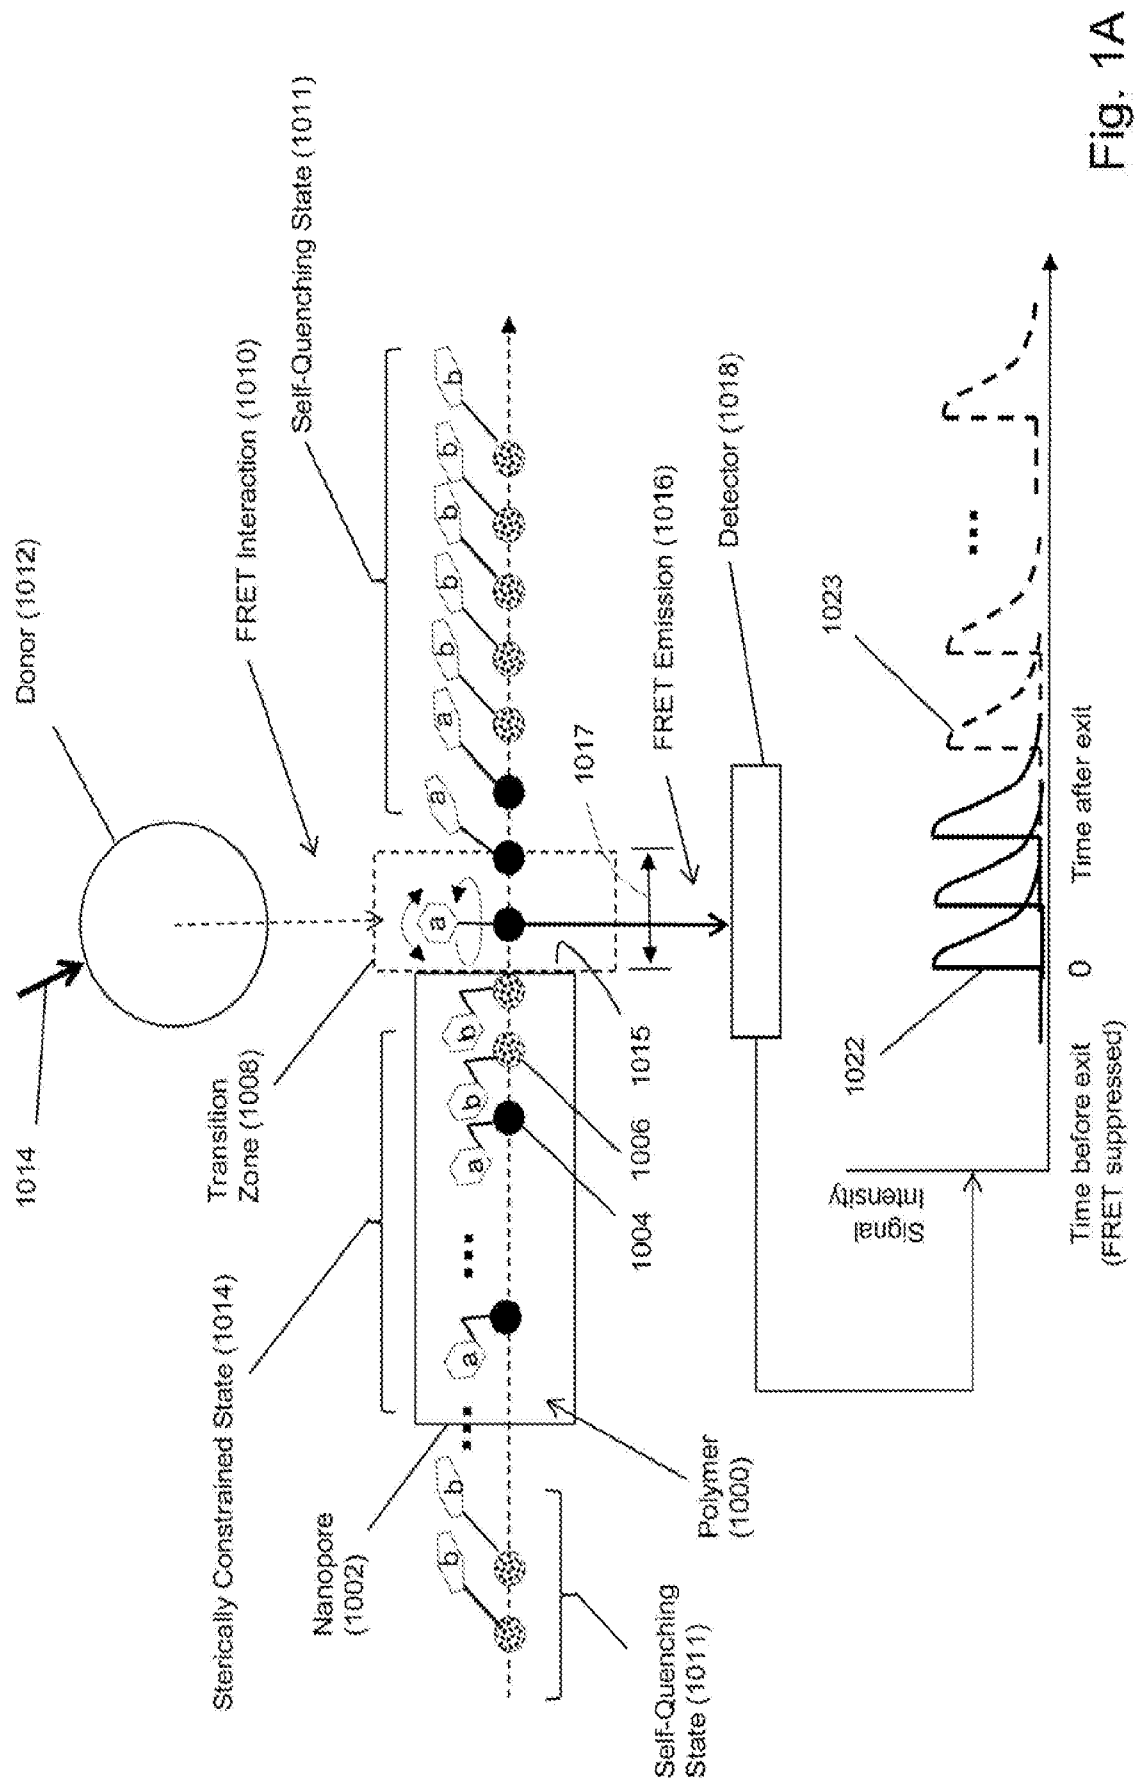 1014
Donor (1012)
Transition
Zone (1008)
FRET Interaction (1010)
Sterically Constrained State (1014)
Self-Quenching State (1011)
Nanopore
(1002)
b
b
a
a
b
b
a
a
a
b
b
b
b
b
Self-Quenching
State (1011)
Polymer
(1000)
1004
1006
1015
1017
FRET Emission (1016)
Detector (1018)
Signal
Intensity
1022
1023
Time before exit
(FRET suppressed)
0
Time after exit
Fig. 1A